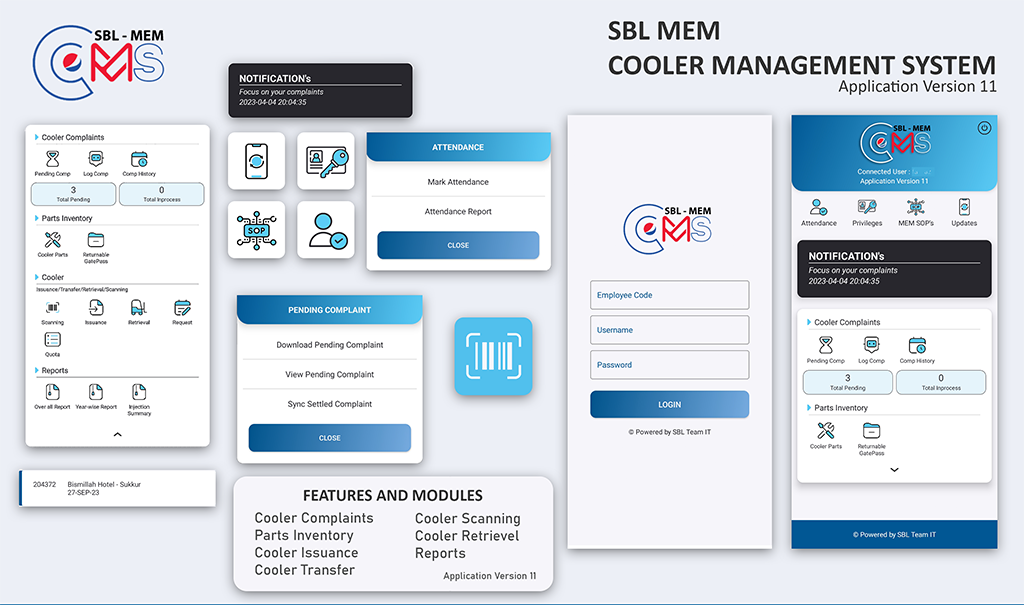 SBL - MEM
CMS
SBL MEM
COOLER MANAGEMENT SYSTEM
Application Version 11
NOTIFICATION's
Focus on your complaints
2023-04-04 20:04:35
Cooler Complaints
Pending Comp
Log Comp
Comp History
3
Total Pending
0
Total Inprocess
Parts Inventory
Cooler Parts
Returnable
GatePass
Cooler
Issuance/Transfer/Retrieval/Scanning
Scanning
Issuance
Retrieval
Request
Quota
Reports
Over all Report
Year-wise Report
Injection
Summary
204372
Bismillah Hotel - Sukkur
27-SEP-23
SOP
ATTENDANCE
Mark Attendance
Attendance Report
CLOSE
PENDING COMPLAINT
Download Pending Complaint
View Pending Complaint
Sync Settled Complaint
CLOSE
FEATURES AND MODULES
Cooler Complaints
Parts Inventory
Cooler Issuance
Cooler Transfer
Cooler Scanning
Cooler Retrievel
Reports
Application Version 11
SBL - MEM
CMS
Employee Code
Username
Password
LOGIN
© Powered by SBL Team IT
SBL - MEM
CMS
Connected User :
Application Version 11
Attendance
Privileges
MEM SOP's
Updates
NOTIFICATION's
Focus on your complaints
2023-04-04 20:04:35
Cooler Complaints
Pending Comp
Log Comp
Comp History
3
Total Pending
0
Total Inprocess
Parts Inventory
Cooler Parts
Returnable
GatePass
© Powered by SBL Team IT